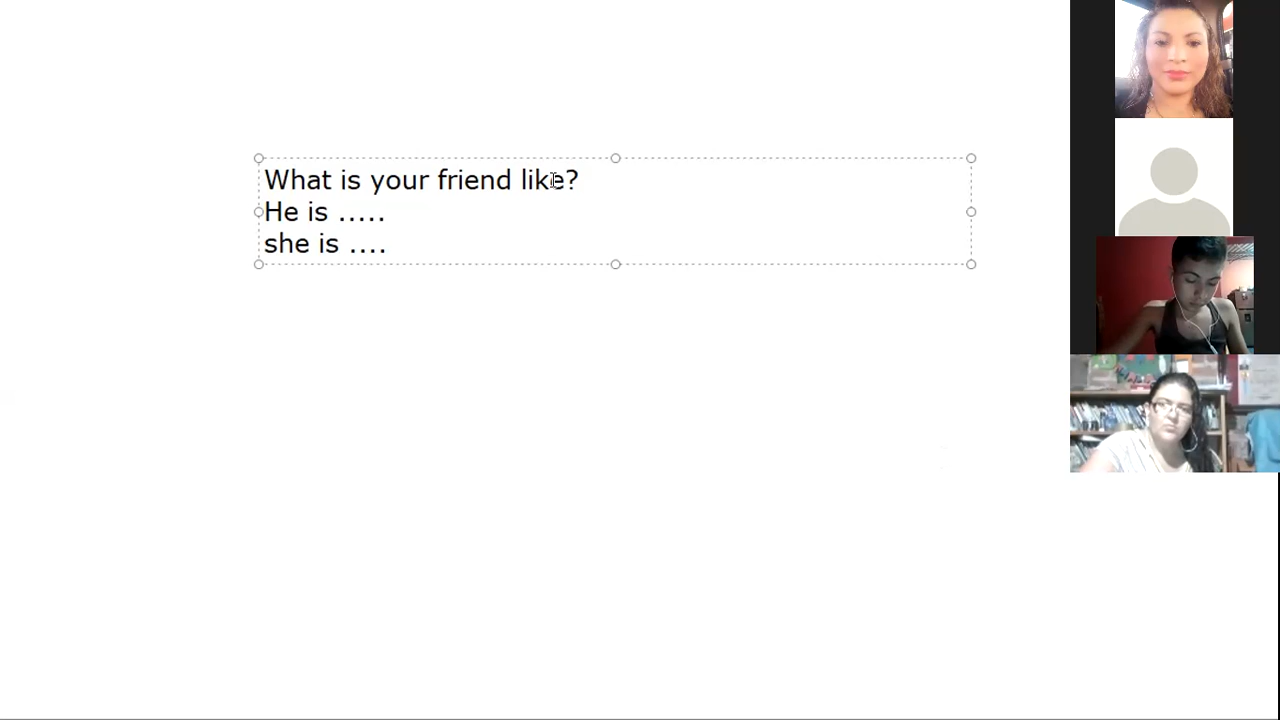 What is your friend like?
He is .....
she is ....